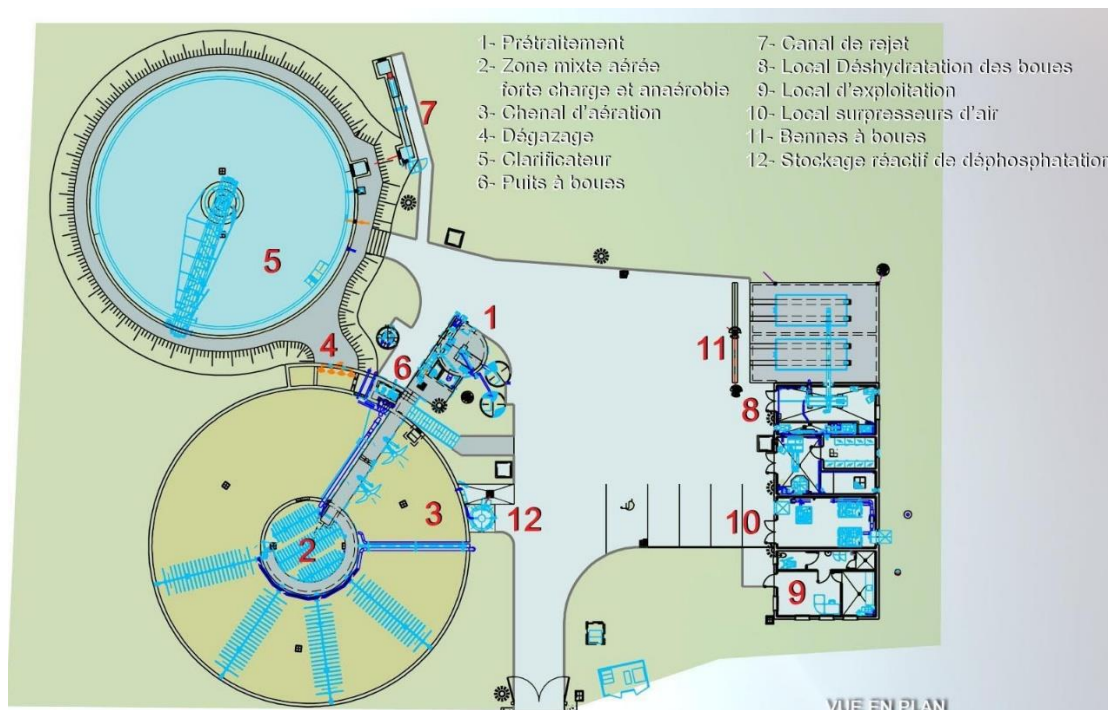 1- Prétraitement
2- Zone mixte aérée
forte charge et anaérobie
3- Chenal d'aération
4- Dégazage
5- Clarificateur
6- Puits à boues
7- Canal de rejet
8- Local Déshydratation des boues
9- Local d'exploitation
10- Local surpresseurs d'air
11- Bennes à boues
12- Stockage réactif de déphosphatation
7
5
1
4
6
11
8
3
12
10
2
9
VUE EN PLAN